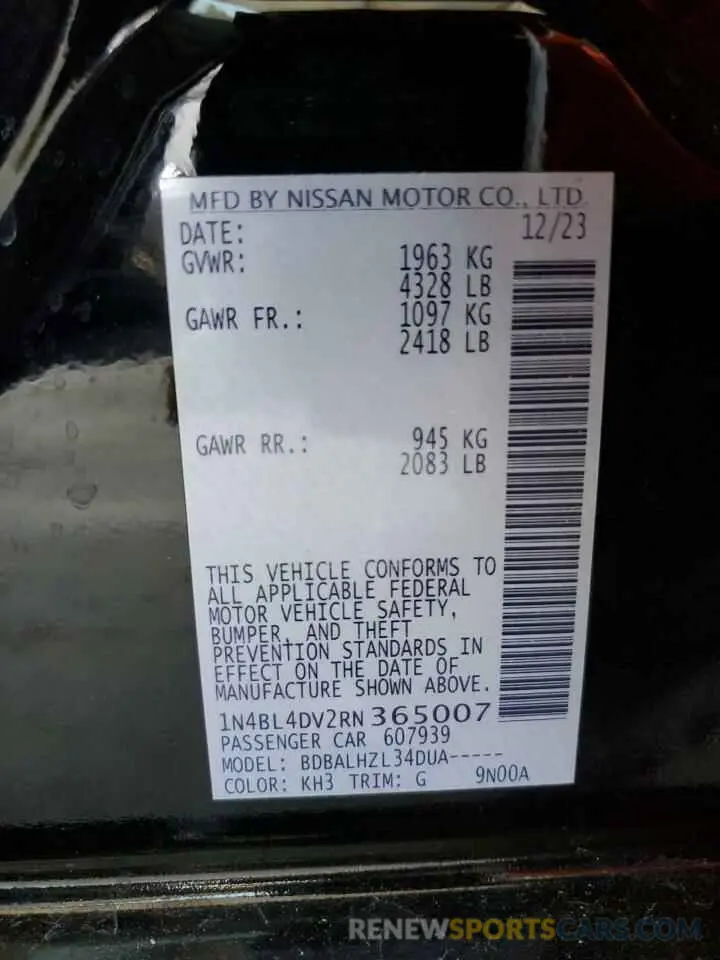 MFD BY NISSAN MOTOR CO., LTD.
DATE: 12/23
GVWR: 1963 KG
4328 LB
GAWR FR.: 1097 KG
2418 LB
GAWR RR.: 945 KG
2083 LB
THIS VEHICLE CONFORMS TO
ALL APPLICABLE FEDERAL
MOTOR VEHICLE SAFETY,
BUMPER, AND THEFT
PREVENTION STANDARDS IN
EFFECT ON THE DATE OF
MANUFACTURE SHOWN ABOVE.
1N4BL4DV2RN365007
PASSENGER CAR 607939
MODEL: BDBALHZL34DUA-----
COLOR: KH3 TRIM: G 9N00A
RENEWSPORTSCARS.COM